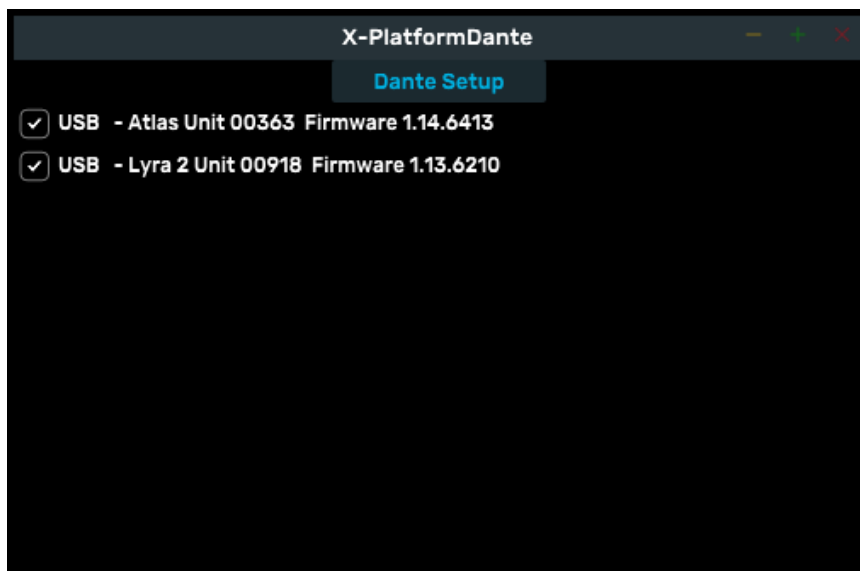 X-PlatformDante
Dante Setup
USB - Atlas Unit 00363 Firmware 1.14.6413
USB - Lyra 2 Unit 00918 Firmware 1.13.6210